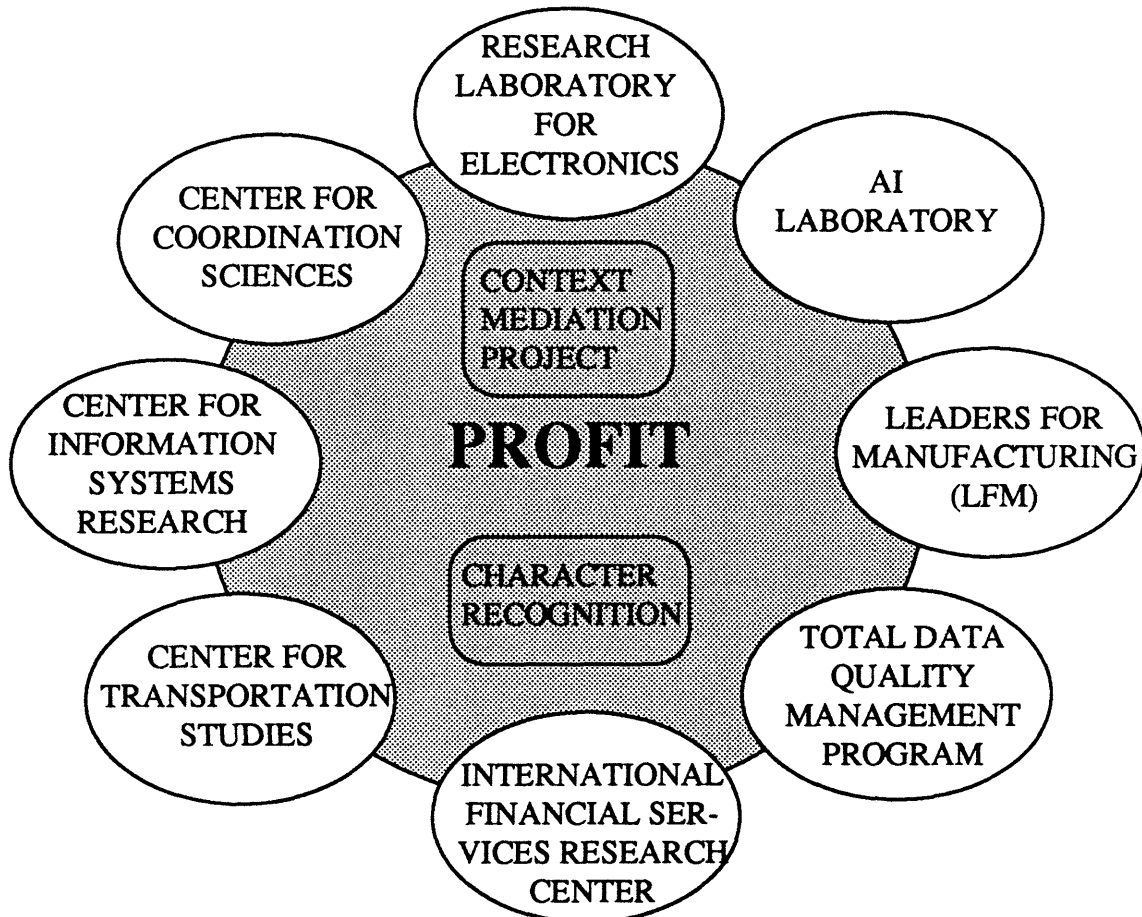 RESEARCH
LABORATORY
FOR
ELECTRONICS
AI
LABORATORY
CENTER FOR
COORDINATION
SCIENCES
CONTEXT
MEDIATION
PROJECT
CENTER FOR
INFORMATION
SYSTEMS
RESEARCH
PROFIT
LEADERS FOR
MANUFACTURING
(LFM)
CHARACTER
RECOGNITION
CENTER FOR
TRANSPORTATION
STUDIES
TOTAL DATA
QUALITY
MANAGEMENT
PROGRAM
INTERNATIONAL
FINANCIAL SER-
VICES RESEARCH
CENTER